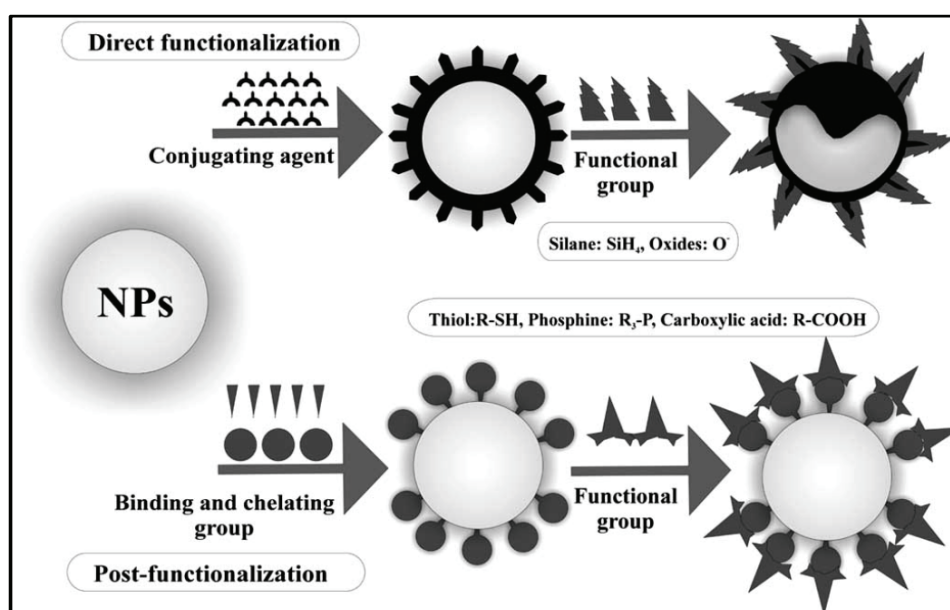 Direct functionalization
Conjugating agent
Functional
group
Silane: SiH₄, Oxides: O⁻
NPs
Thiol:R-SH, Phosphine: R₃-P, Carboxylic acid: R-COOH
Binding and chelating
group
Functional
group
Post-functionalization